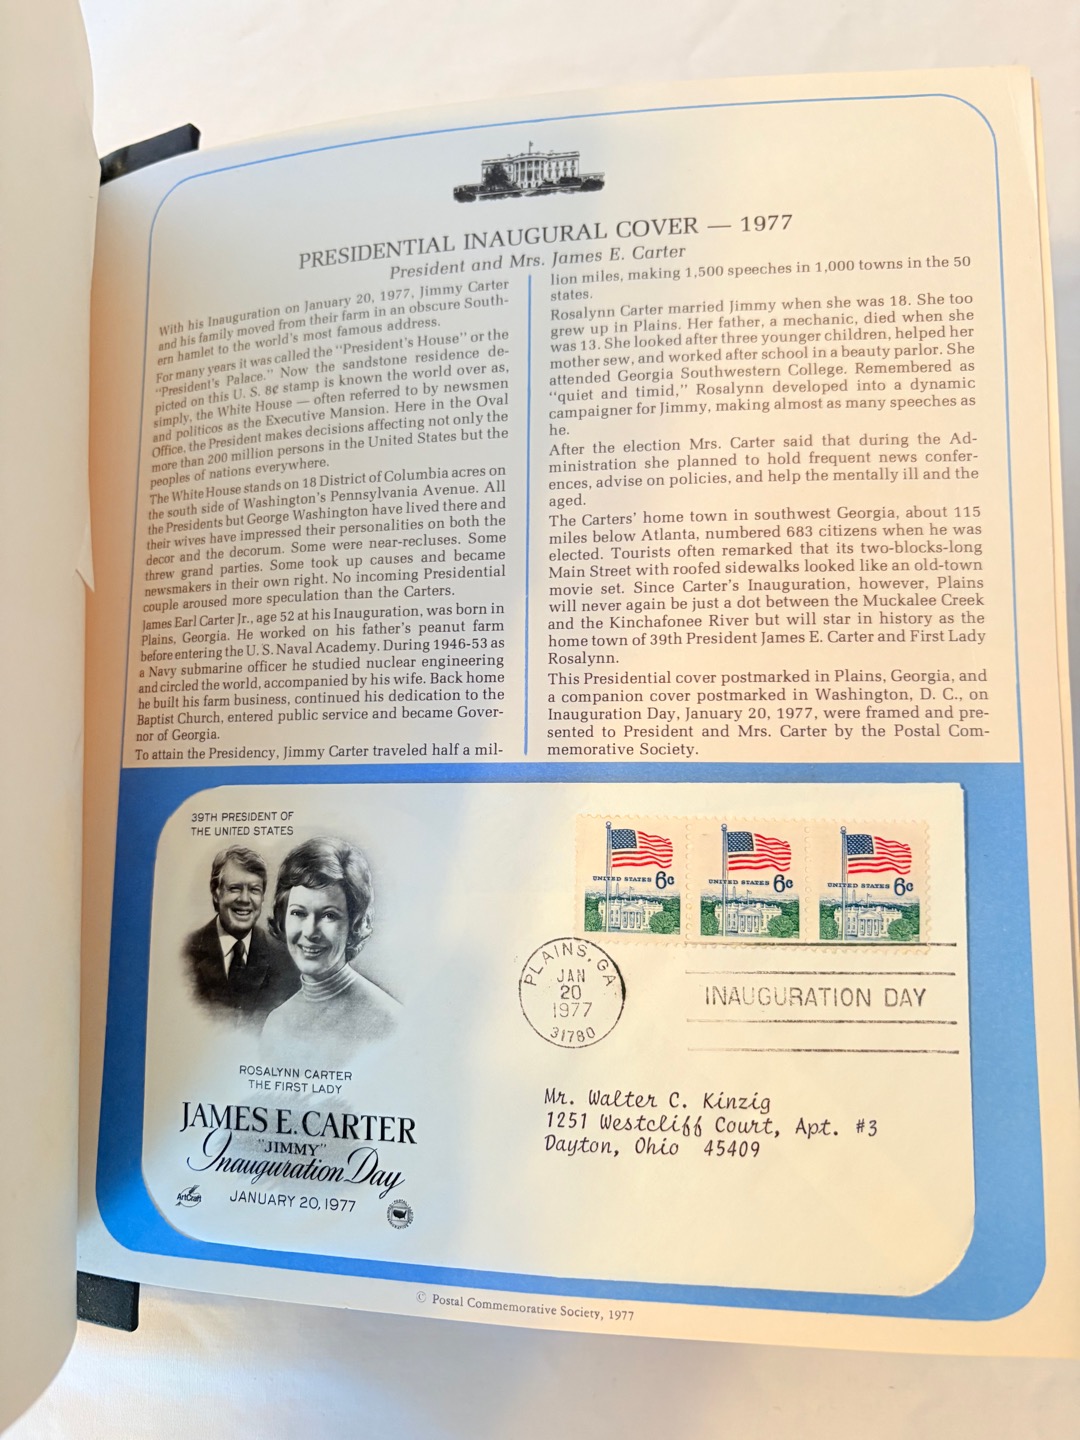 PRESIDENTIAL INAUGURAL COVER — 1977
President and Mrs. James E. Carter
With his Inauguration on January 20, 1977, Jimmy Carter
and his family moved from their farm in an obscure South-
ern hamlet to the world's most famous address.
For many years it was called the "President's House" or the
"President's Palace." Now the sandstone residence de-
picted on this U. S. 8¢ stamp is known the world over as,
simply, the White House — often referred to by newsmen
and politicos as the Executive Mansion. Here in the Oval
Office, the President makes decisions affecting not only the
more than 200 million persons in the United States but the
peoples of nations everywhere.
The White House stands on 18 District of Columbia acres on
the south side of Washington's Pennsylvania Avenue. All
the Presidents but George Washington have lived there and
their wives have impressed their personalities on both the
decor and the decorum. Some were near-recluses. Some
threw grand parties. Some took up causes and became
newsmakers in their own right. No incoming Presidential
couple aroused more speculation than the Carters.
James Earl Carter Jr., age 52 at his Inauguration, was born in
Plains, Georgia. He worked on his father's peanut farm
before entering the U. S. Naval Academy. During 1946-53 as
a Navy submarine officer he studied nuclear engineering
and circled the world, accompanied by his wife. Back home
he built his farm business, continued his dedication to the
Baptist Church, entered public service and became Gover-
nor of Georgia.
To attain the Presidency, Jimmy Carter traveled half a mil-
lion miles, making 1,500 speeches in 1,000 towns in the 50
states.
Rosalynn Carter married Jimmy when she was 18. She too
grew up in Plains. Her father, a mechanic, died when she
was 13. She looked after three younger children, helped her
mother sew, and worked after school in a beauty parlor. She
attended Georgia Southwestern College. Remembered as
"quiet and timid," Rosalynn developed into a dynamic
campaigner for Jimmy, making almost as many speeches as
he.
After the election Mrs. Carter said that during the Ad-
ministration she planned to hold frequent news confer-
ences, advise on policies, and help the mentally ill and the
aged.
The Carters' home town in southwest Georgia, about 115
miles below Atlanta, numbered 683 citizens when he was
elected. Tourists often remarked that its two-blocks-long
Main Street with roofed sidewalks looked like an old-town
movie set. Since Carter's Inauguration, however, Plains
will never again be just a dot between the Muckalee Creek
and the Kinchafonee River but will star in history as the
home town of 39th President James E. Carter and First Lady
Rosalynn.
This Presidential cover postmarked in Plains, Georgia, and
a companion cover postmarked in Washington, D. C., on
Inauguration Day, January 20, 1977, were framed and pre-
sented to President and Mrs. Carter by the Postal Com-
memorative Society.
39TH PRESIDENT OF
THE UNITED STATES
ROSALYNN CARTER
THE FIRST LADY
JAMES E. CARTER
"JIMMY"
Inauguration Day
JANUARY 20, 1977
ArtCraft
UNITED STATES 6c
UNITED STATES 6c
UNITED STATES 6c
PLAINS, GA
JAN
20
1977
31780
INAUGURATION DAY
Mr. Walter C. Kinzig
1251 Westcliff Court, Apt. #3
Dayton, Ohio 45409
© Postal Commemorative Society, 1977